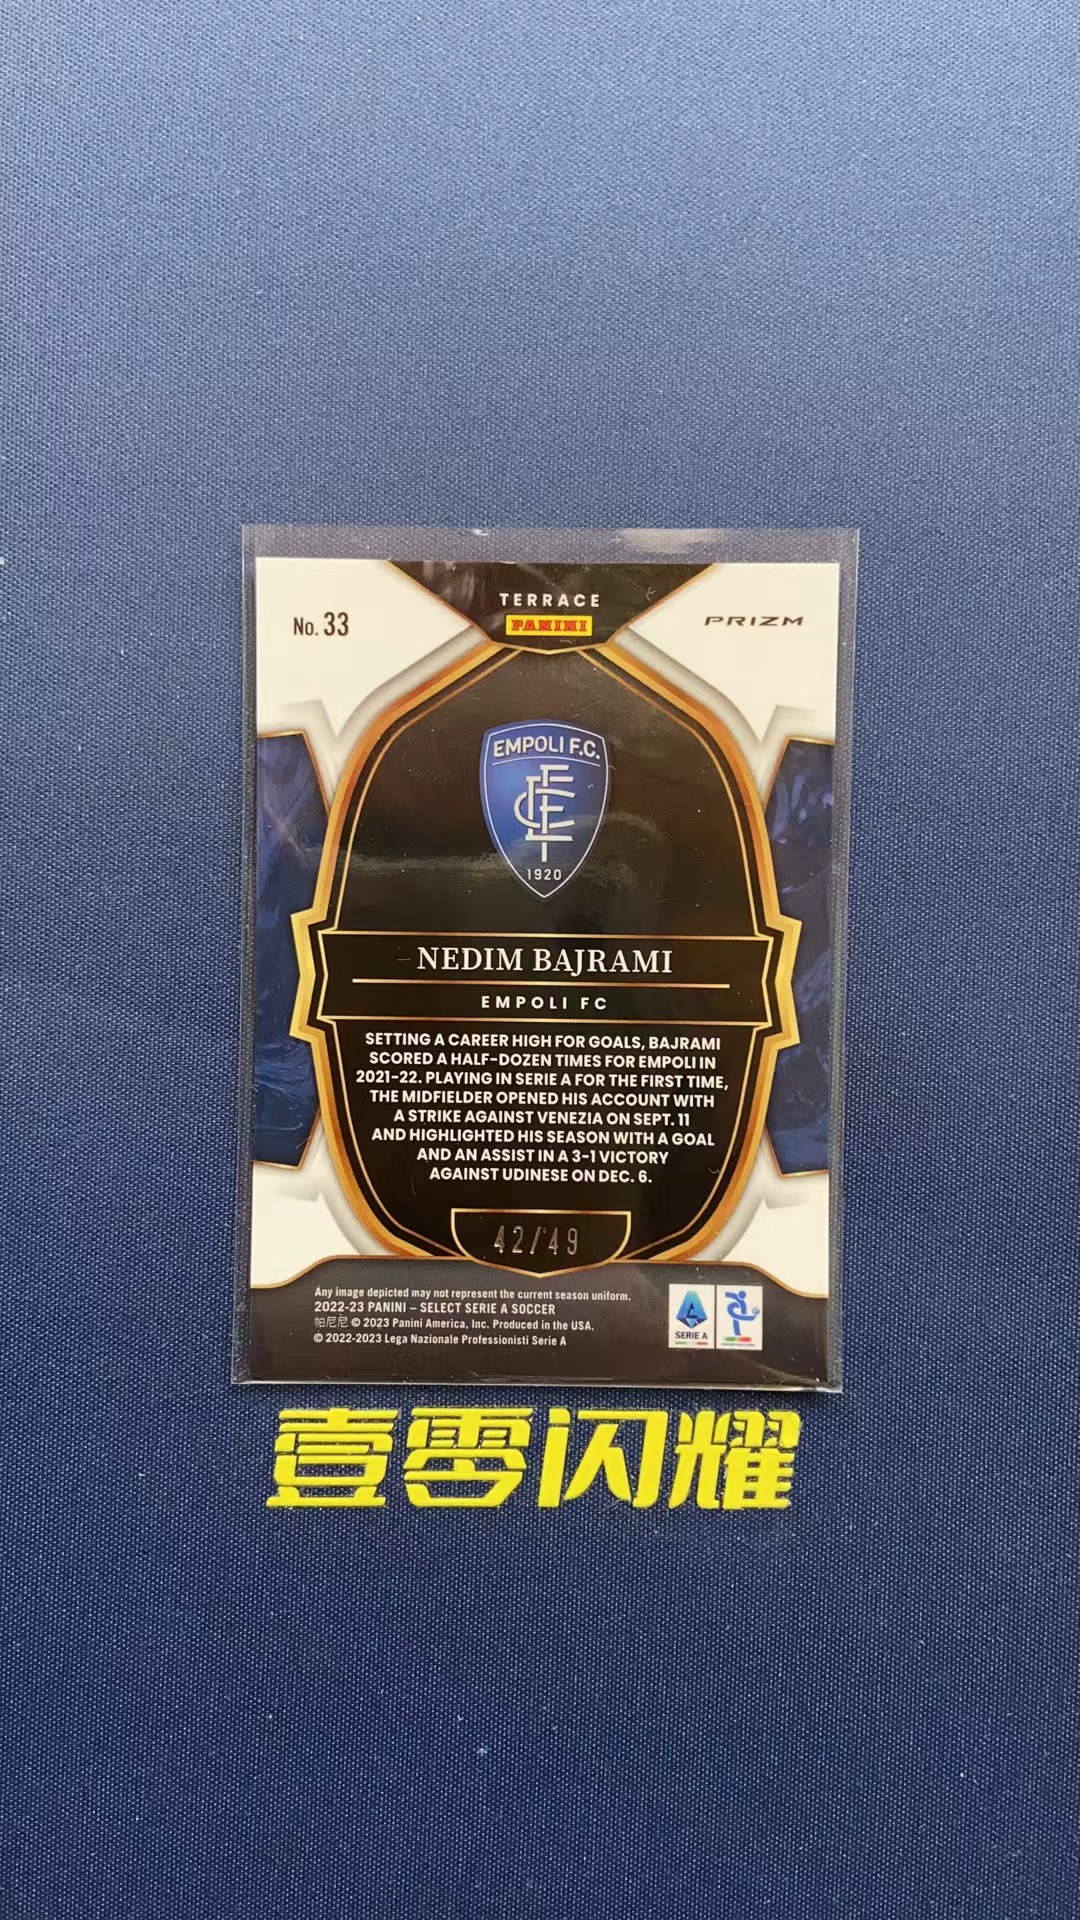 TERRACE
No. 33
PANINI
PRIZM
EMPOLI F.C.
EFC
1920
NEDIM BAJRAMI
EMPOLI FC
SETTING A CAREER HIGH FOR GOALS, BAJRAMI
SCORED A HALF-DOZEN TIMES FOR EMPOLI IN
2021-22. PLAYING IN SERIE A FOR THE FIRST TIME,
THE MIDFIELDER OPENED HIS ACCOUNT WITH
A STRIKE AGAINST VENEZIA ON SEPT. 11
AND HIGHLIGHTED HIS SEASON WITH A GOAL
AND AN ASSIST IN A 3-1 VICTORY
AGAINST UDINESE ON DEC. 6.
42/49
Any image depicted may not represent the current season uniform.
2022-23 PANINI – SELECT SERIE A SOCCER
帕尼尼 © 2023 Panini America, Inc. Produced in the USA.
© 2022-2023 Lega Nazionale Professionisti Serie A
SERIE A
壹零闪耀